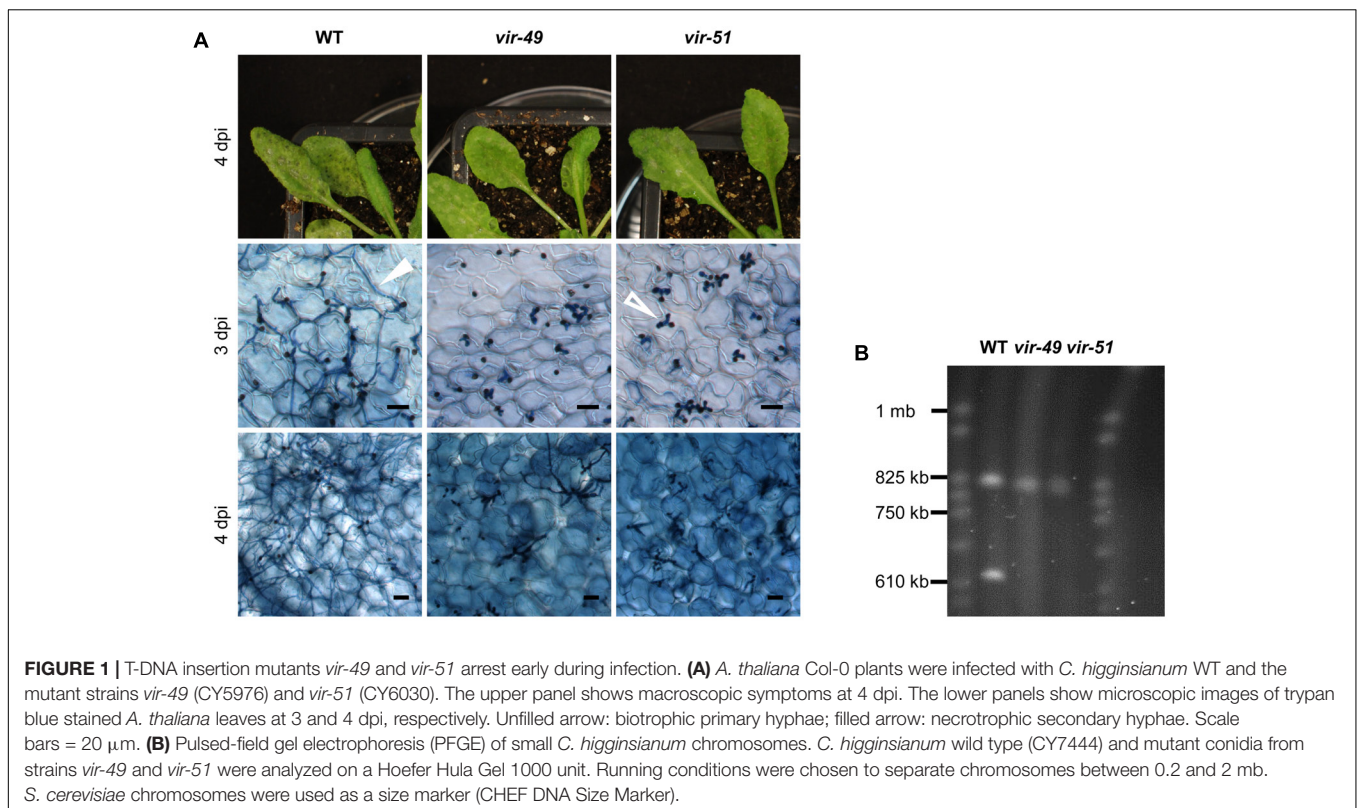 A
WT vir-49 vir-51
4 dpi
3 dpi
4 dpi
B
WT vir-49 vir-51
1 mb
825 kb
750 kb
610 kb
FIGURE 1 | T-DNA insertion mutants vir-49 and vir-51 arrest early during infection. (A) A. thaliana Col-0 plants were infected with C. higginsianum WT and the
mutant strains vir-49 (CY5976) and vir-51 (CY6030). The upper panel shows macroscopic symptoms at 4 dpi. The lower panels show microscopic images of trypan
blue stained A. thaliana leaves at 3 and 4 dpi, respectively. Unfilled arrow: biotrophic primary hyphae; filled arrow: necrotrophic secondary hyphae. Scale
bars = 20 μm. (B) Pulsed-field gel electrophoresis (PFGE) of small C. higginsianum chromosomes. C. higginsianum wild type (CY7444) and mutant conidia from
strains vir-49 and vir-51 were analyzed on a Hoefer Hula Gel 1000 unit. Running conditions were chosen to separate chromosomes between 0.2 and 2 mb.
S. cerevisiae chromosomes were used as a size marker (CHEF DNA Size Marker).